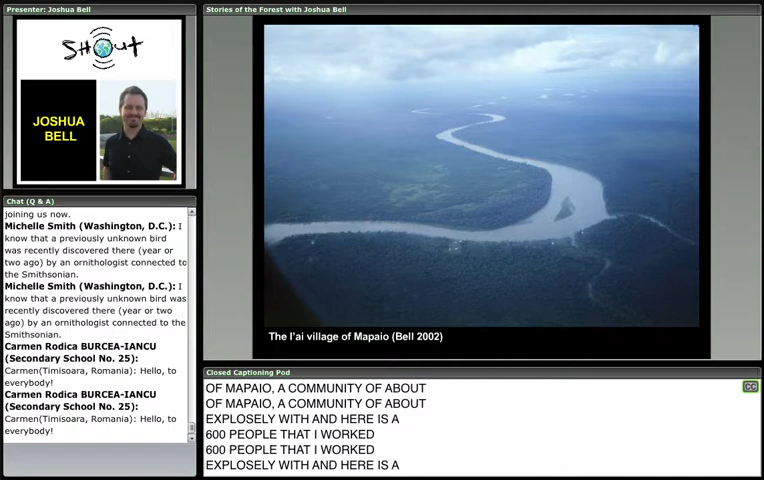 Presenter: Joshua Bell
SHOUT
JOSHUA
BELL
Chat (Q & A)
joining us now.
Michelle Smith (Washington, D.C.): I
know that a previously unknown bird
was recently discovered there (year or
two ago) by an ornithologist connected to
the Smithsonian.
Michelle Smith (Washington, D.C.): I
know that a previously unknown bird was
recently discovered there (year or two
ago) by an ornithologist connected to the
Smithsonian.
Carmen Rodica BURCEA-IANCU
(Secondary School No. 25):
Carmen(Timisoara, Romania): Hello, to
everybody!
Carmen Rodica BURCEA-IANCU
(Secondary School No. 25):
Carmen(Timisoara, Romania): Hello, to
everybody!
Stories of the Forest with Joshua Bell
The I'ai village of Mapaio (Bell 2002)
Closed Captioning Pod
CC
OF MAPAIO, A COMMUNITY OF ABOUT
OF MAPAIO, A COMMUNITY OF ABOUT
EXPLOSELY WITH AND HERE IS A
600 PEOPLE THAT I WORKED
600 PEOPLE THAT I WORKED
EXPLOSELY WITH AND HERE IS A